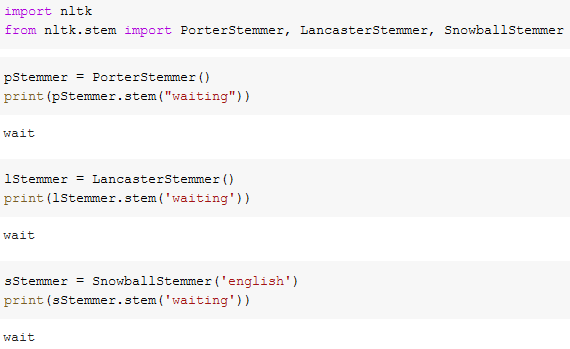 import nltk
from nltk.stem import PorterStemmer, LancasterStemmer, SnowballStemmer
pStemmer = PorterStemmer()
print(pStemmer.stem("waiting"))
wait
lStemmer = LancasterStemmer()
print(lStemmer.stem('waiting'))
wait
sStemmer = SnowballStemmer('english')
print(sStemmer.stem('waiting'))
wait